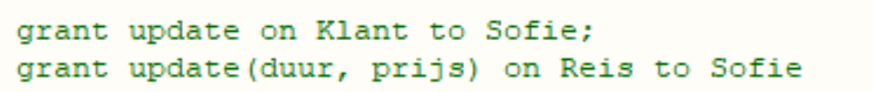 grant update on Klant to Sofie;
grant update(duur, prijs) on Reis to Sofie